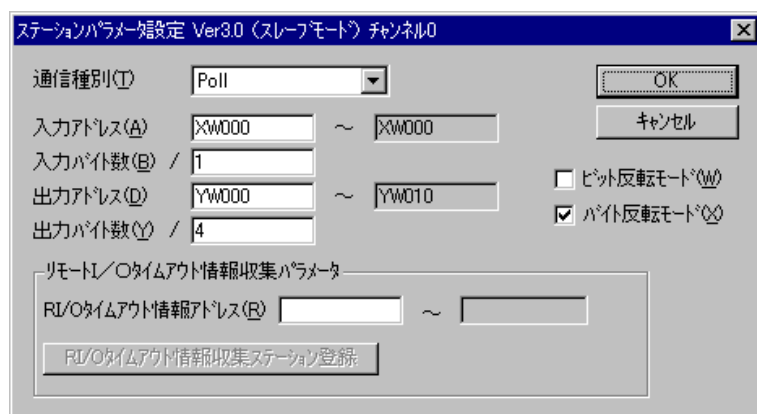 ｽﾃｰｼｮﾝﾊﾟﾗﾒｰﾀ設定 Ver3.0（ｽﾚｰﾌﾞﾓｰﾄﾞ）ﾁｬﾝﾈﾙ0
通信種別(T) Poll OK
入力ｱﾄﾞﾚｽ(A) XW000 ～ XW000 ｷｬﾝｾﾙ
入力ﾊﾞｲﾄ数(B) / 1
出力ｱﾄﾞﾚｽ(D) YW000 ～ YW010 ﾋﾞｯﾄ反転ﾓｰﾄﾞ(W)
出力ﾊﾞｲﾄ数(Y) / 4 ﾊﾞｲﾄ反転ﾓｰﾄﾞ(X)
ﾘﾓｰﾄI／Oﾀｲﾑｱｳﾄ情報収集ﾊﾟﾗﾒｰﾀ
RI/Oﾀｲﾑｱｳﾄ情報ｱﾄﾞﾚｽ(R) ～
RI/Oﾀｲﾑｱｳﾄ情報収集ｽﾃｰｼｮﾝ登録